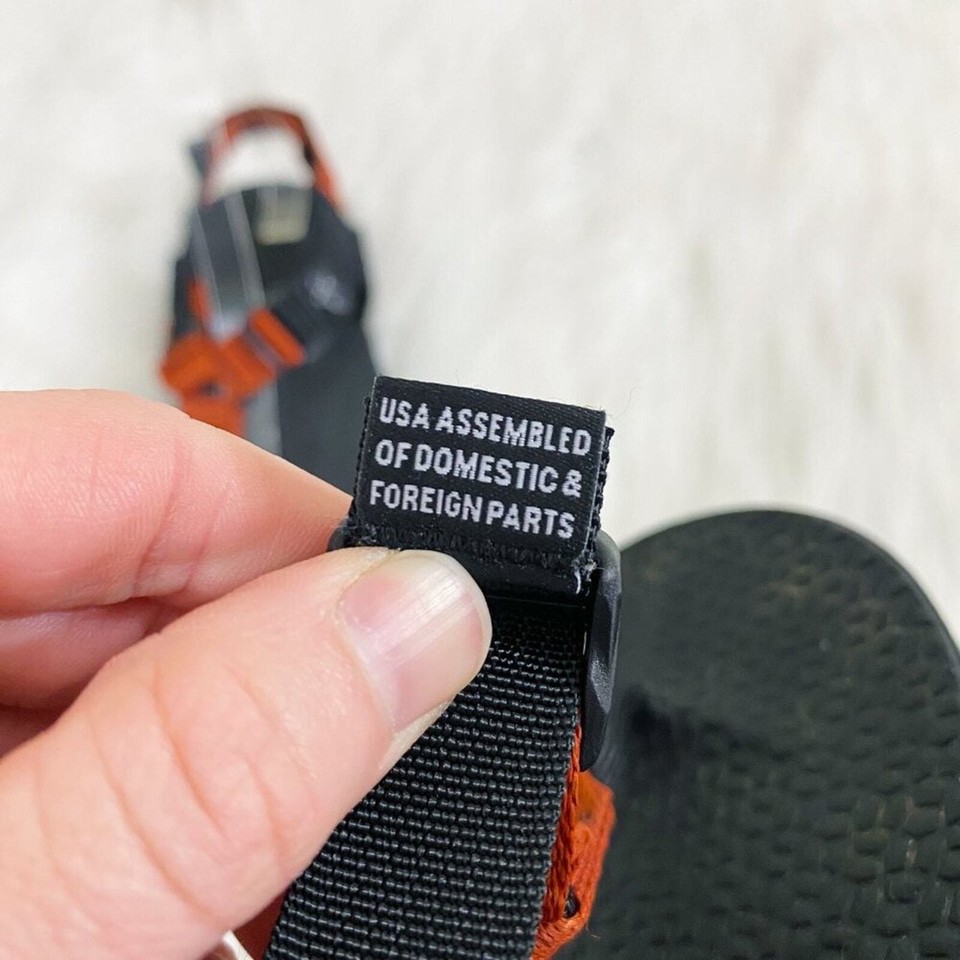 USA ASSEMBLED
OF DOMESTIC &
FOREIGN PARTS